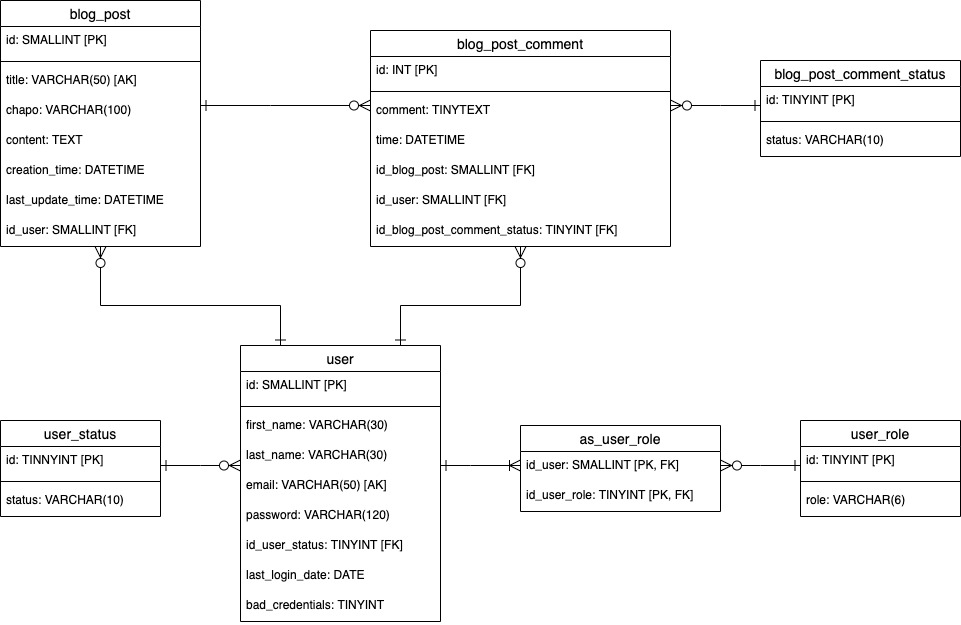 blog_post
id: SMALLINT [PK]
title: VARCHAR(50) [AK]
chapo: VARCHAR(100)
content: TEXT
creation_time: DATETIME
last_update_time: DATETIME
id_user: SMALLINT [FK]
blog_post_comment
id: INT [PK]
comment: TINYTEXT
time: DATETIME
id_blog_post: SMALLINT [FK]
id_user: SMALLINT [FK]
id_blog_post_comment_status: TINYINT [FK]
blog_post_comment_status
id: TINYINT [PK]
status: VARCHAR(10)
user
id: SMALLINT [PK]
first_name: VARCHAR(30)
last_name: VARCHAR(30)
email: VARCHAR(50) [AK]
password: VARCHAR(120)
id_user_status: TINYINT [FK]
last_login_date: DATE
bad_credentials: TINYINT
user_status
id: TINNYINT [PK]
status: VARCHAR(10)
as_user_role
id_user: SMALLINT [PK, FK]
id_user_role: TINYINT [PK, FK]
user_role
id: TINYINT [PK]
role: VARCHAR(6)